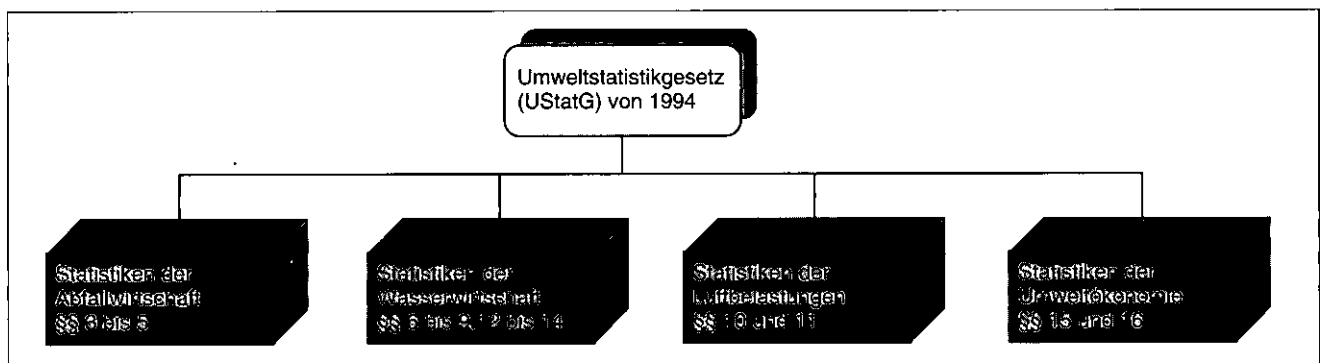 Umweltstatistikgesetz
(UStatG) von 1994
Statistiken der
Abfallwirtschaft
§§ 3 bis 5
Statistiken der
Wasserwirtschaft
§§ 6 bis 9,12 bis 14
Statistiken der
Luftbelastungen
§§ 10 und 11
Statistiken der
Umweltökonomie
§§ 15 und 16